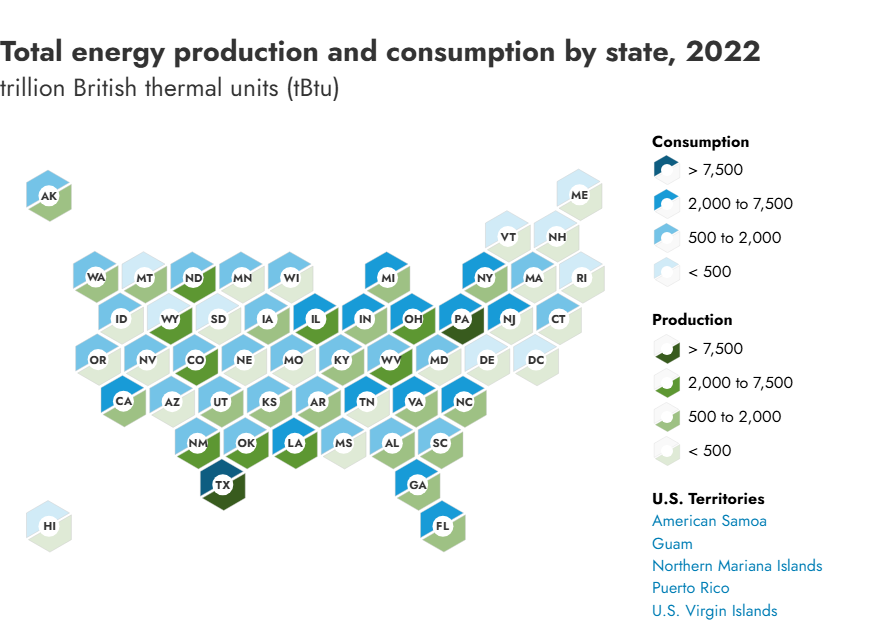 Total energy production and consumption by state, 2022
trillion British thermal units (tBtu)
Consumption
> 7,500
2,000 to 7,500
500 to 2,000
< 500
Production
> 7,500
2,000 to 7,500
500 to 2,000
< 500
U.S. Territories
American Samoa
Guam
Northern Mariana Islands
Puerto Rico
U.S. Virgin Islands
AK ME
VT NH
WA MT ND MN WI MI NY MA RI
ID WY SD IA IL IN OH PA NJ CT
OR NV CO NE MO KY WV MD DE DC
CA AZ UT KS AR TN VA NC
NM OK LA MS AL SC
TX GA
HI FL